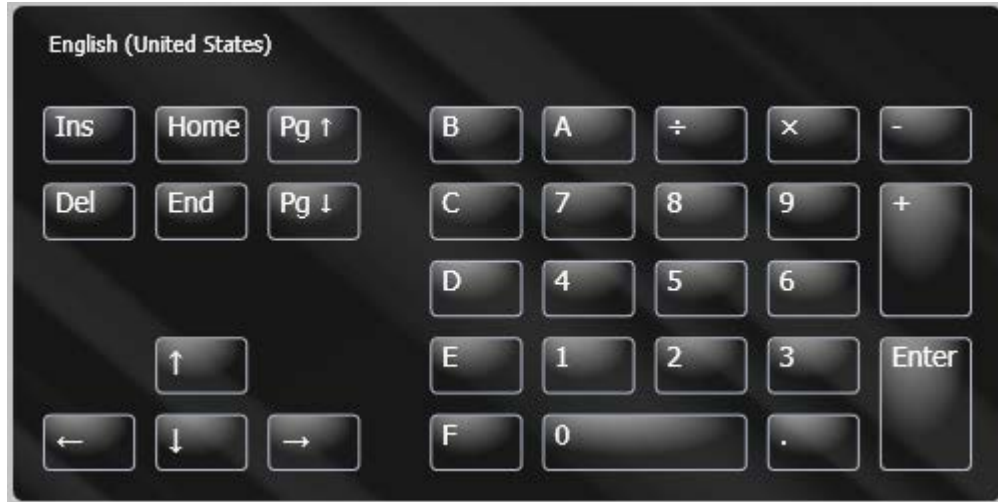 English (United States)
Ins Home Pg ↑ B A ÷ × -
Del End Pg ↓ C 7 8 9 +
D 4 5 6
↑ E 1 2 3 Enter
← ↓ → F 0 .